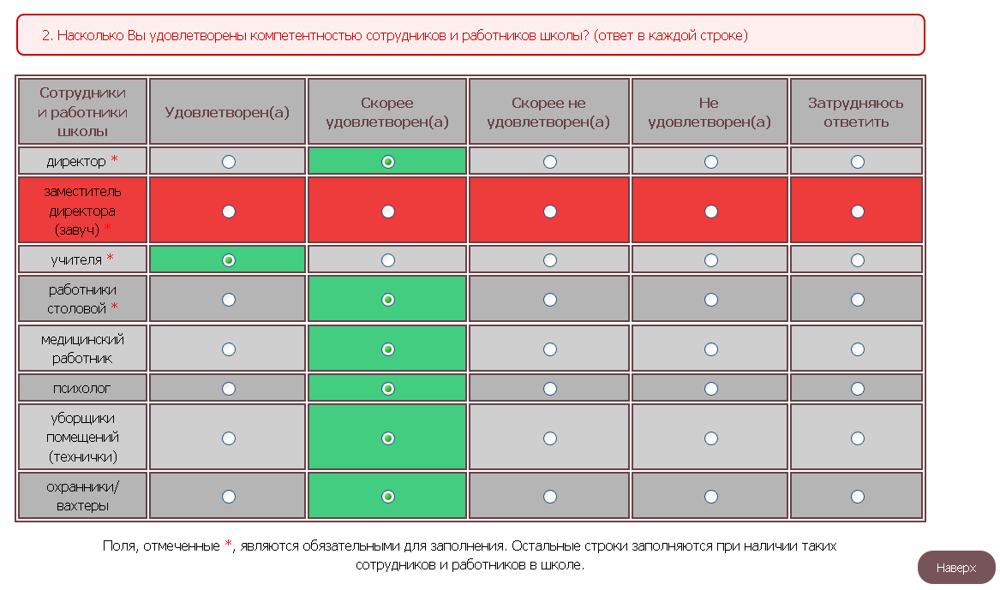 2. Насколько Вы удовлетворены компетентностью сотрудников и работников школы? (ответ в каждой строке)
Сотрудники
и работники
школы
Удовлетворен(а)
Скорее
удовлетворен(а)
Скорее не
удовлетворен(а)
Не
удовлетворен(а)
Затрудняюсь
ответить
директор *
заместитель
директора
(завуч) *
учителя *
работники
столовой *
медицинский
работник
психолог
уборщики
помещений
(технички)
охранники/
вахтеры
Поля, отмеченные *, являются обязательными для заполнения. Остальные строки заполняются при наличии таких
сотрудников и работников в школе.
Наверх